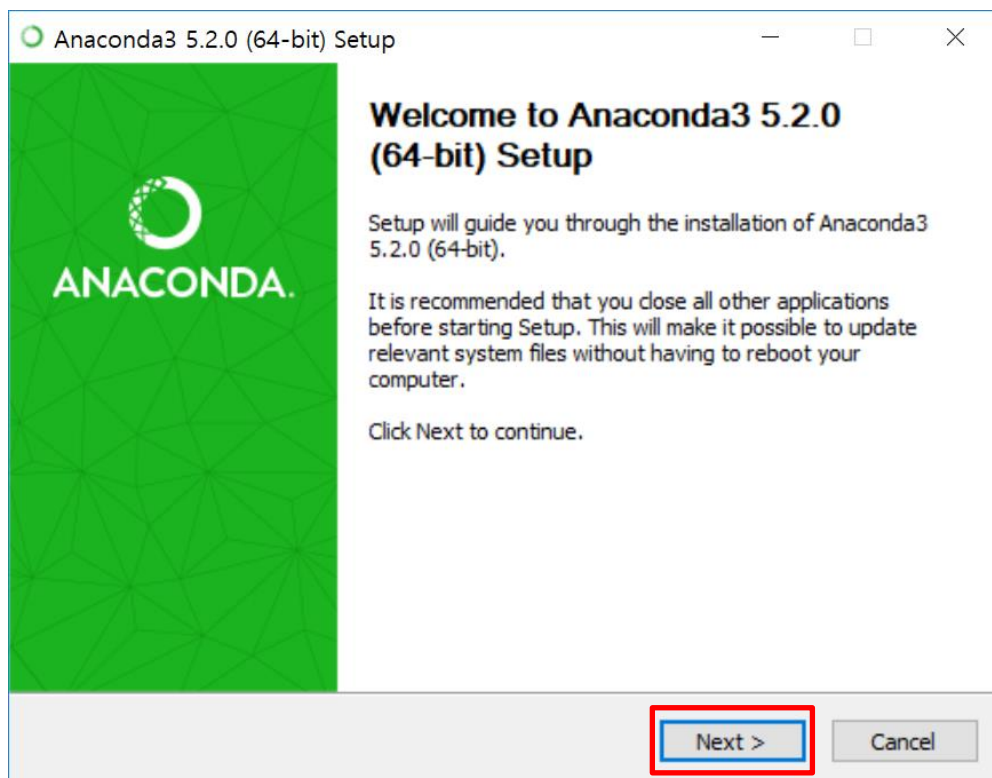 Anaconda3 5.2.0 (64-bit) Setup
Welcome to Anaconda3 5.2.0
(64-bit) Setup
Setup will guide you through the installation of Anaconda3
5.2.0 (64-bit).
It is recommended that you close all other applications
before starting Setup. This will make it possible to update
relevant system files without having to reboot your
computer.
Click Next to continue.
ANACONDA.
Next >
Cancel